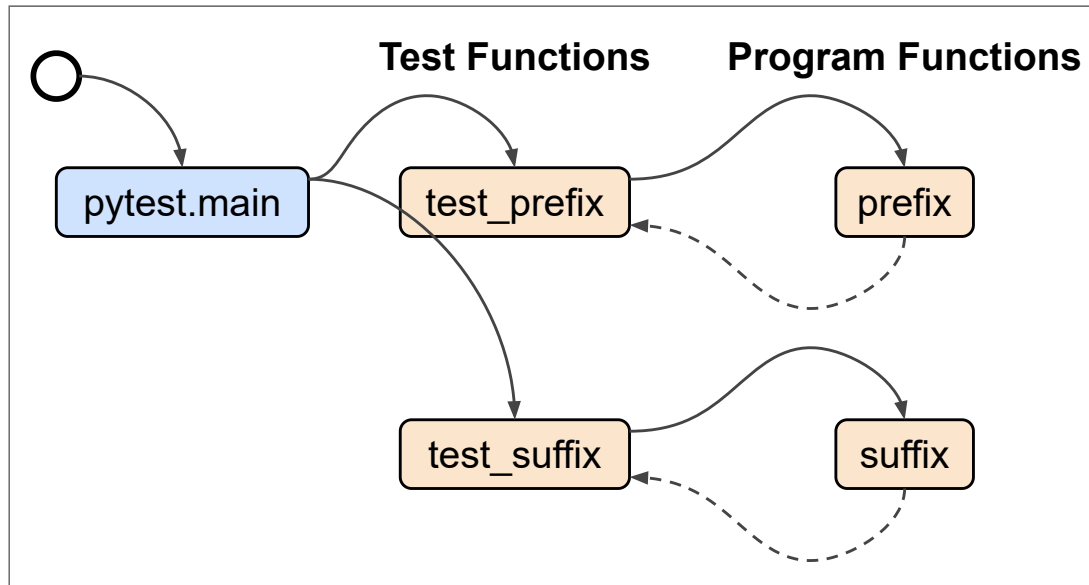 Test Functions Program Functions
pytest.main test_prefix prefix
test_suffix suffix